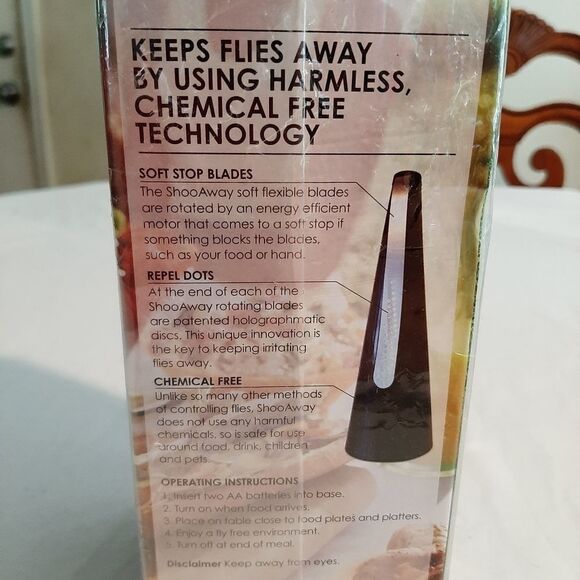 KEEPS FLIES AWAY
BY USING HARMLESS,
CHEMICAL FREE
TECHNOLOGY
SOFT STOP BLADES
The ShooAway soft flexible blades
are rotated by an energy efficient
motor that comes to a soft stop if
something blocks the blades,
such as your food or hand.
REPEL DOTS
At the end of each of the
ShooAway rotating blades
are patented holographmatic
discs. This unique innovation is
the key to keeping irritating
flies away.
CHEMICAL FREE
Unlike so many other methods
of controlling flies, ShooAway
does not use any harmful
chemicals, so is safe for use
around food, drink, children
and pets.
OPERATING INSTRUCTIONS
1. Insert two AA batteries into base.
2. Turn on when food arrives.
3. Place on table close to food plates and platters.
4. Enjoy a fly free environment.
5. Turn off at end of meal.
Disclaimer Keep away from eyes.